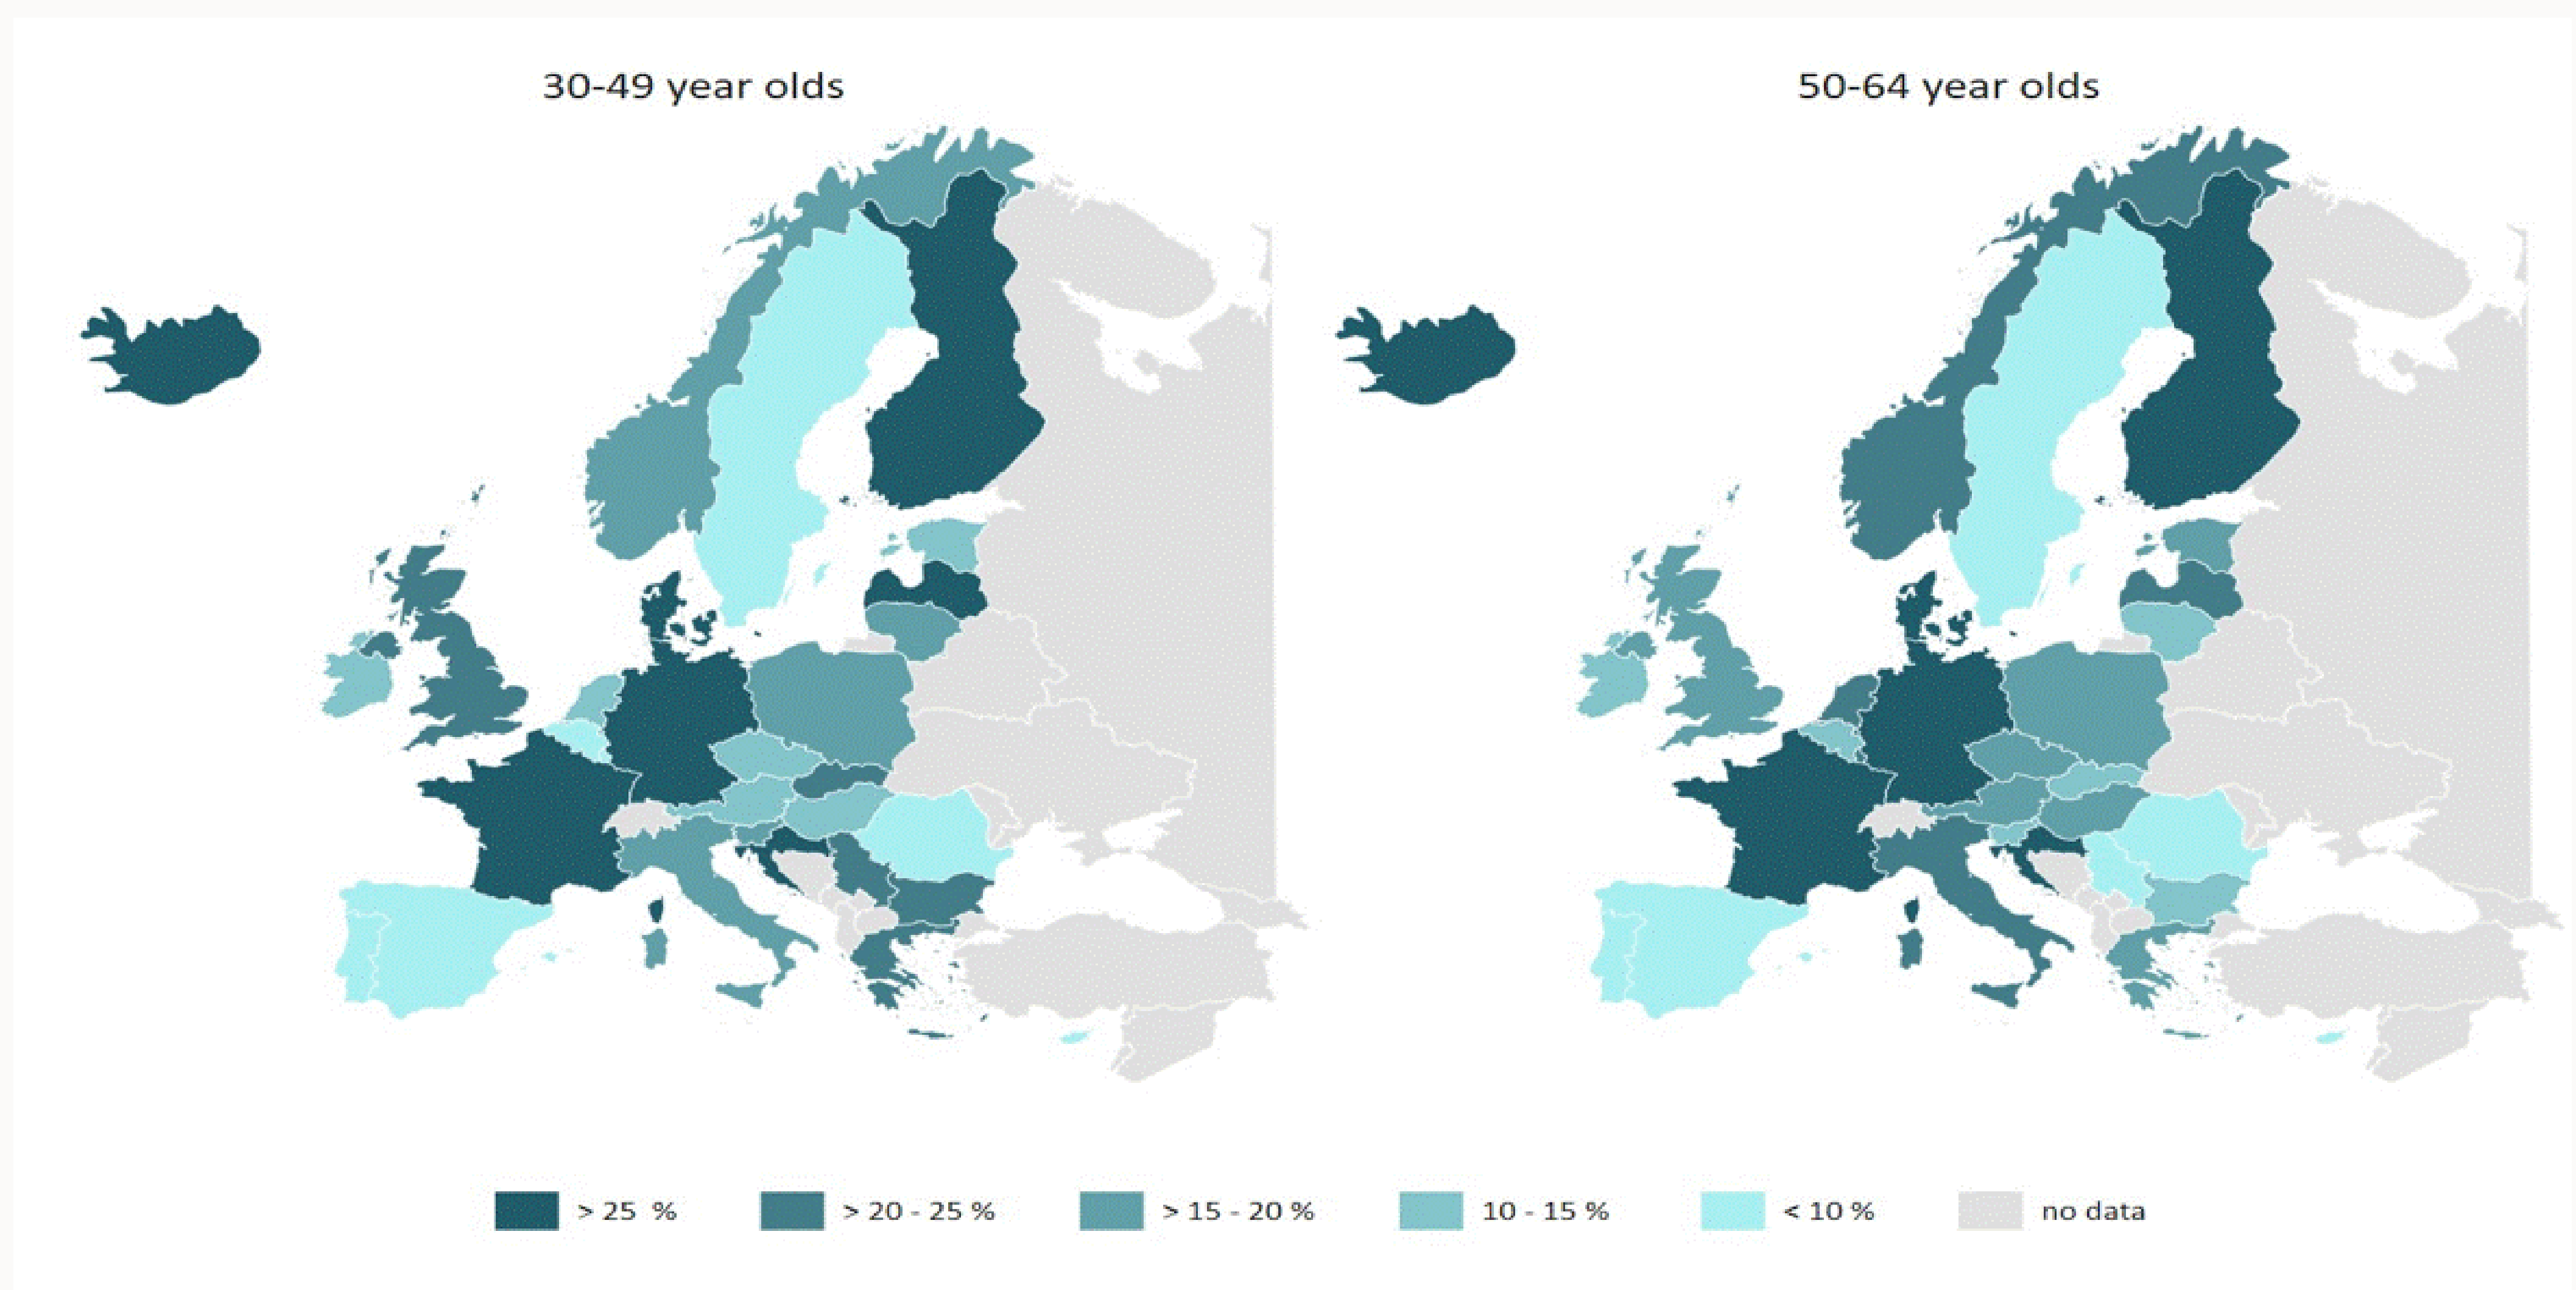 30-49 year olds
50-64 year olds
> 25 %
> 20 - 25 %
> 15 - 20 %
10 - 15 %
< 10 %
no data